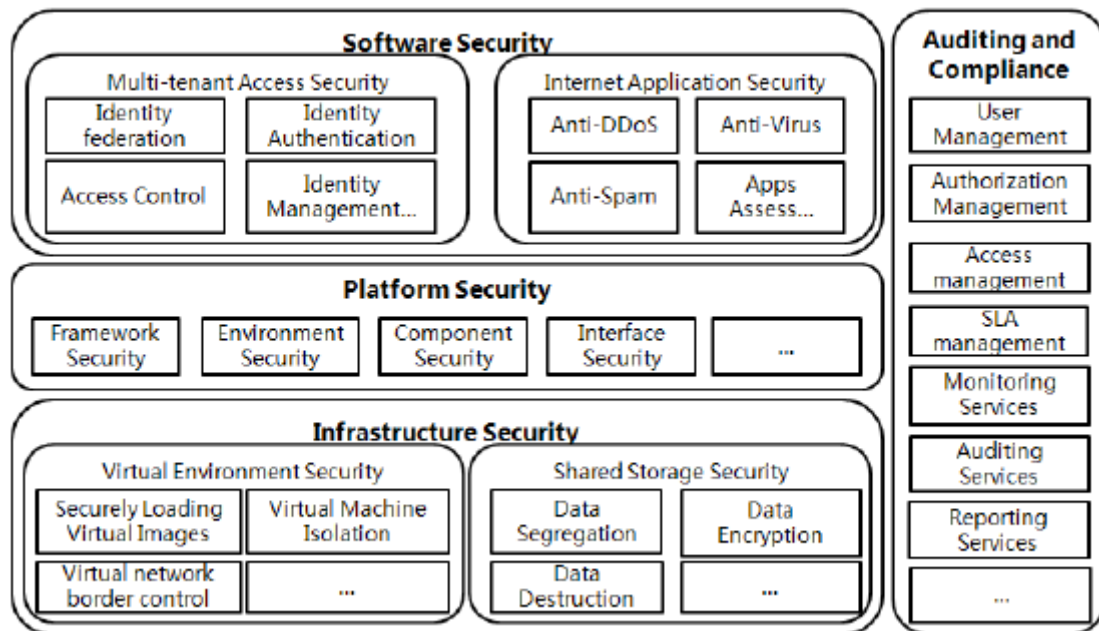 Software Security
Multi-tenant Access Security
Identity
federation
Identity
Authentication
Access Control
Identity
Management...
Internet Application Security
Anti-DDoS
Anti-Virus
Anti-Spam
Apps
Assess...
Platform Security
Framework
Security
Environment
Security
Component
Security
Interface
Security
...
Infrastructure Security
Virtual Environment Security
Securely Loading
Virtual Images
Virtual Machine
Isolation
Virtual network
border control
...
Shared Storage Security
Data
Segregation
Data
Encryption
Data
Destruction
...
Auditing and
Compliance
User
Management
Authorization
Management
Access
management
SLA
management
Monitoring
Services
Auditing
Services
Reporting
Services
...